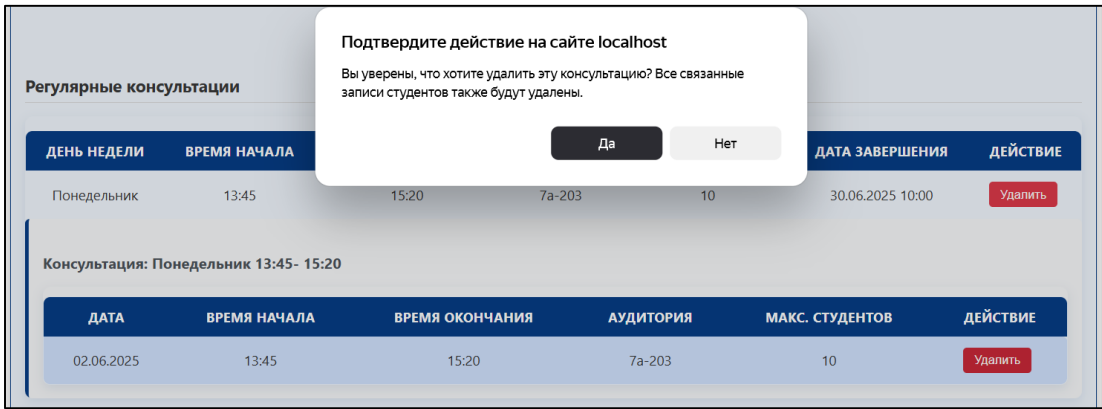 Подтвердите действие на сайте localhost
Вы уверены, что хотите удалить эту консультацию? Все связанные
записи студентов также будут удалены.
Да Нет
Регулярные консультации
ДЕНЬ НЕДЕЛИ ВРЕМЯ НАЧАЛА ДАТА ЗАВЕРШЕНИЯ ДЕЙСТВИЕ
Понедельник 13:45 15:20 7а-203 10 30.06.2025 10:00 Удалить
Консультация: Понедельник 13:45- 15:20
ДАТА ВРЕМЯ НАЧАЛА ВРЕМЯ ОКОНЧАНИЯ АУДИТОРИЯ МАКС. СТУДЕНТОВ ДЕЙСТВИЕ
02.06.2025 13:45 15:20 7а-203 10 Удалить